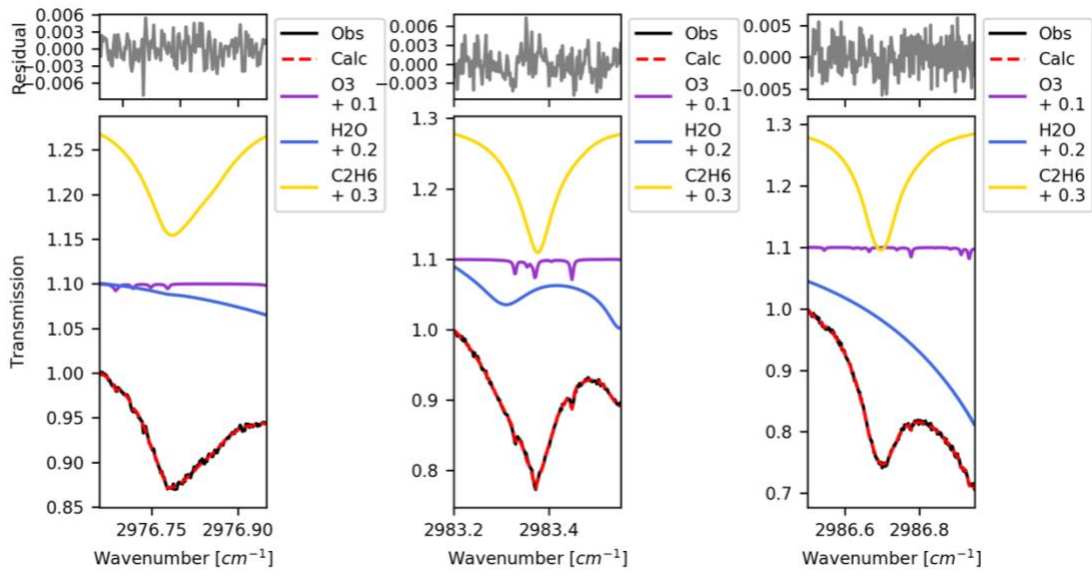 0.006
0.003
0.000
−0.003
−0.006
Residual
Obs
Calc
O3
+ 0.1
H2O
+ 0.2
C2H6
+ 0.3
1.25
1.20
1.15
1.10
1.05
1.00
0.95
0.90
0.85
Transmission
2976.75 2976.90
Wavenumber [cm⁻¹]
0.006
0.003
0.000
−0.003
Obs
Calc
O3
+ 0.1
H2O
+ 0.2
C2H6
+ 0.3
1.3
1.2
1.1
1.0
0.9
0.8
2983.2 2983.4
Wavenumber [cm⁻¹]
0.005
0.000
−0.005
Obs
Calc
O3
+ 0.1
H2O
+ 0.2
C2H6
+ 0.3
1.3
1.2
1.1
1.0
0.9
0.8
0.7
2986.6 2986.8
Wavenumber [cm⁻¹]